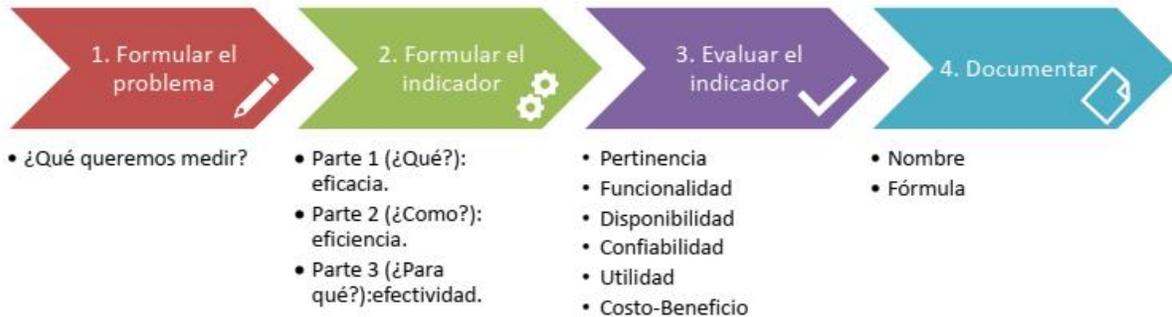 1. Formular el
problema
• ¿Qué queremos medir?
2. Formular el
indicador
• Parte 1 (¿Qué?):
eficacia.
• Parte 2 (¿Como?):
eficiencia.
• Parte 3 (¿Para
qué?):efectividad.
3. Evaluar el
indicador
• Pertinencia
• Funcionalidad
• Disponibilidad
• Confiabilidad
• Utilidad
• Costo-Beneficio
4. Documentar
• Nombre
• Fórmula